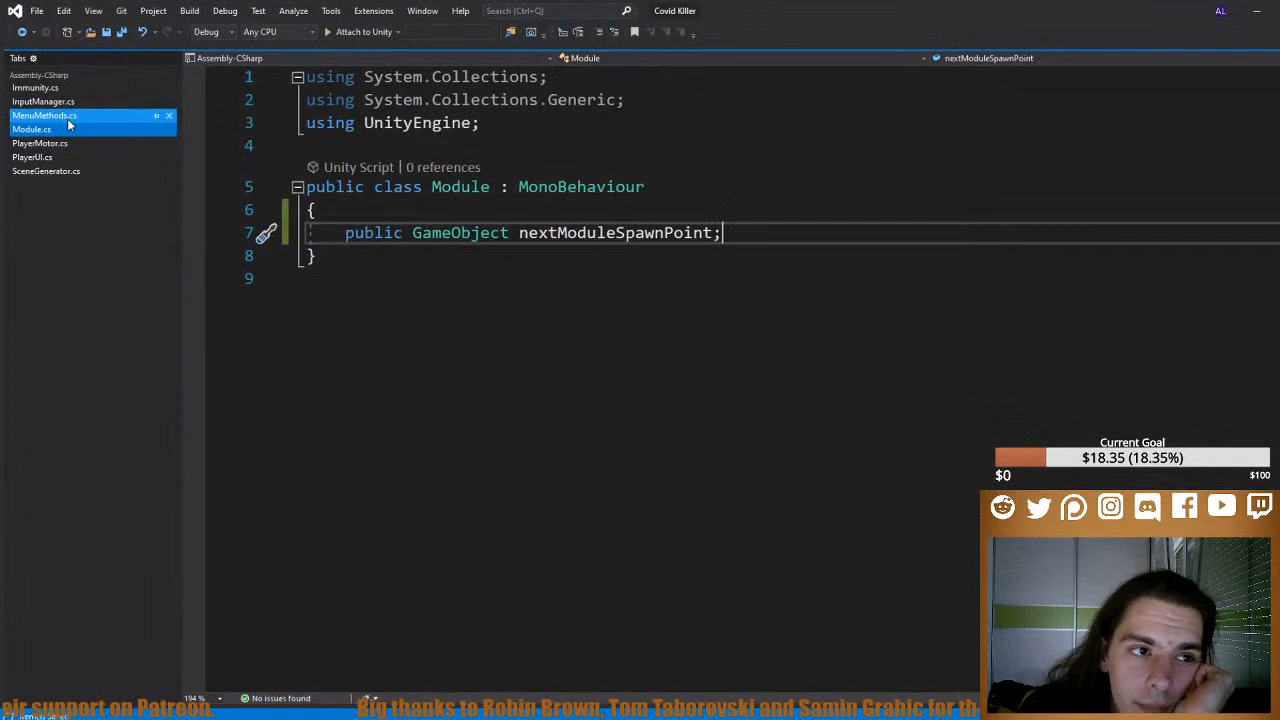 File Edit View Git Project Build Debug Test Analyze Tools Extensions Window Help Search (Ctrl+Q) Covid Killer AL
Debug Any CPU Attach to Unity
Tabs
Assembly-CSharp Module nextModuleSpawnPoint
Assembly-CSharp
Immunity.cs
InputManager.cs
MenuMethods.cs
Module.cs
PlayerMotor.cs
PlayerUI.cs
SceneGenerator.cs
1 using System.Collections;
2 using System.Collections.Generic;
3 using UnityEngine;
4
Unity Script | 0 references
5 public class Module : MonoBehaviour
6 {
7 public GameObject nextModuleSpawnPoint;
8 }
9
Current Goal
$18.35 (18.35%)
$0 $100
194 % No issues found
air support on Patreon. Big thanks to Robin Brown, Tom Taborovski and Samin Grahic for th